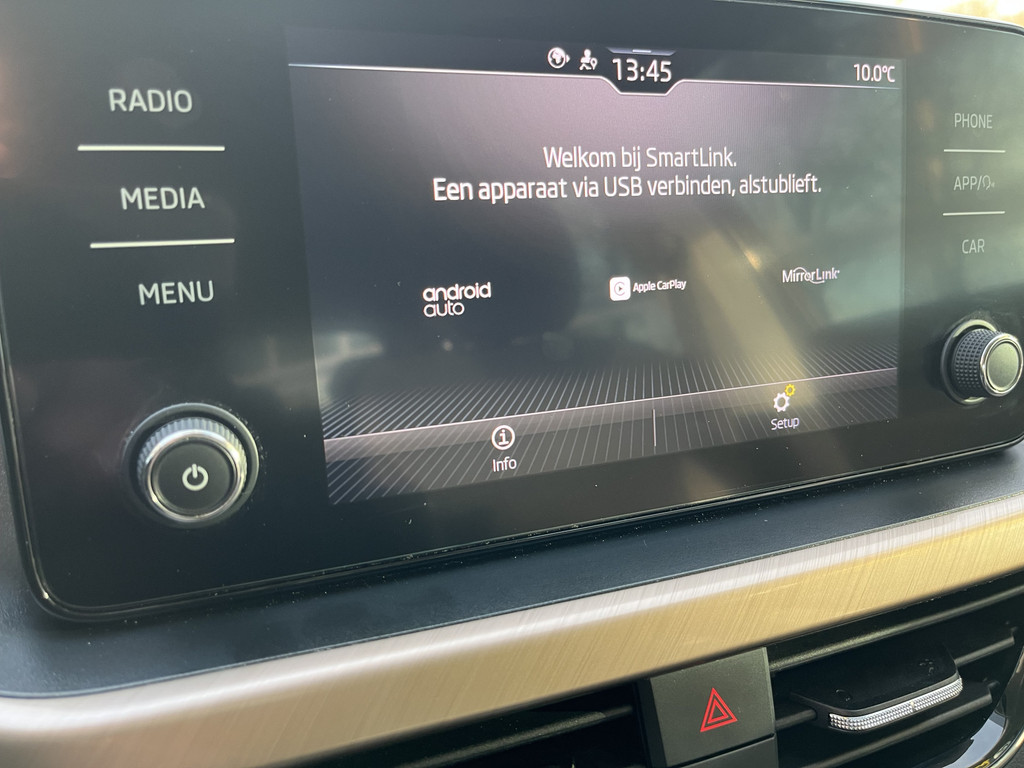 RADIO
MEDIA
MENU
13:45
10.0°C
Welkom bij SmartLink.
Een apparaat via USB verbinden, alstublieft.
android
auto
Apple CarPlay
MirrorLink
Info
Setup
PHONE
APP/
CAR